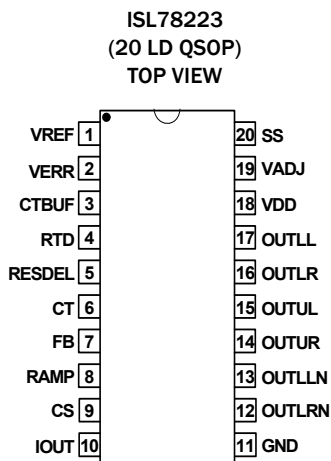 ISL78223
(20 LD QSOP)
TOP VIEW
VREF 1 20 SS
VERR 2 19 VADJ
CTBUF 3 18 VDD
RTD 4 17 OUTLL
RESDEL 5 16 OUTLR
CT 6 15 OUTUL
FB 7 14 OUTUR
RAMP 8 13 OUTLLN
CS 9 12 OUTLRN
IOUT 10 11 GND